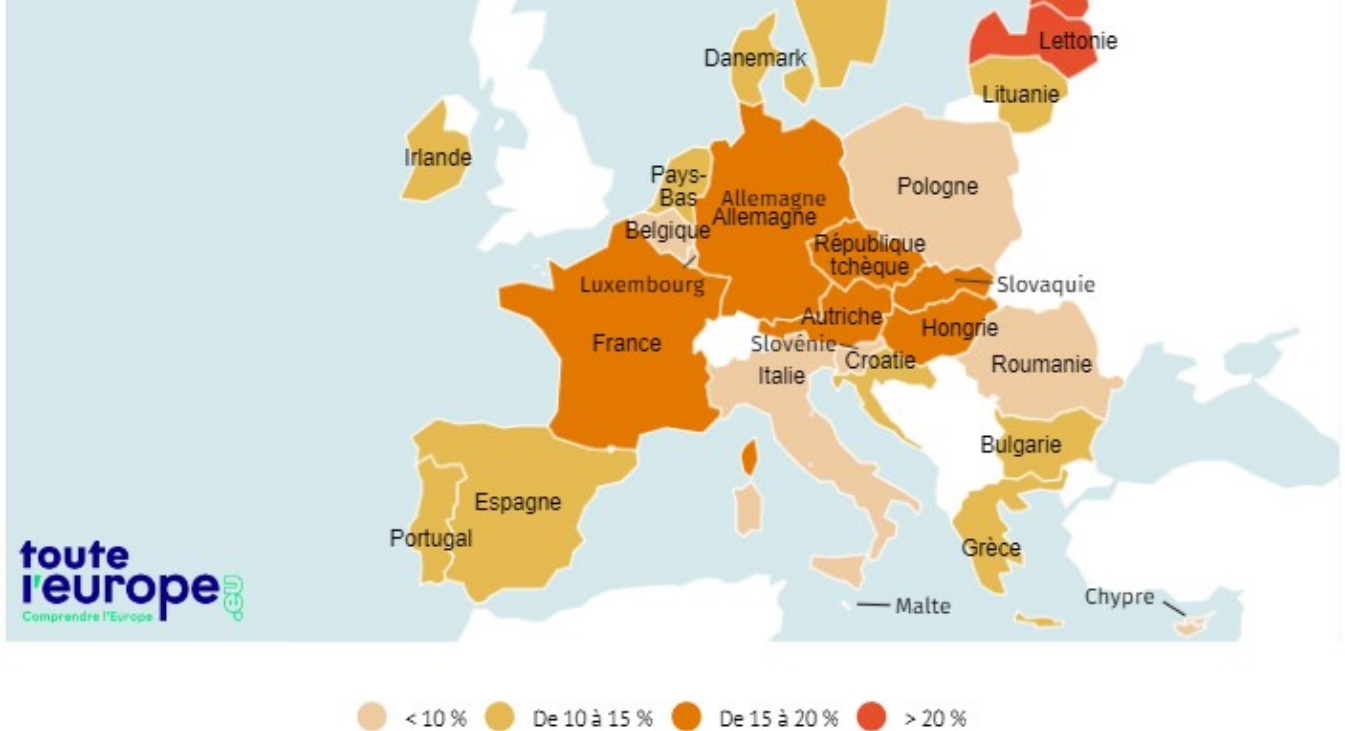 Lettonie
Danemark
Lituanie
Irlande
Pays-
Bas
Pologne
Allemagne
Allemagne
Belgique
République
tchèque
Luxembourg
Slovaquie
Autriche
Hongrie
France
Slovénie
Croatie
Roumanie
Italie
Bulgarie
Espagne
Portugal
Grèce
toute
l'europe.eu
Comprendre l'Europe
Malte
Chypre
< 10 % De 10 à 15 % De 15 à 20 % > 20 %